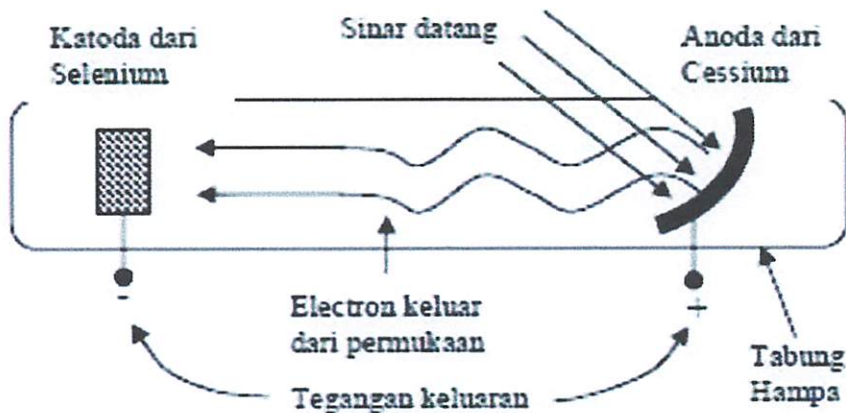 Katoda dari
Selenium
Sinar datang
Anoda dari
Cessium
-
+
Electron keluar
dari permukaan
Tegangan keluaran
Tabung
Hampa